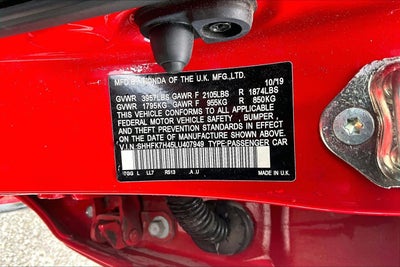 MFD BY HONDA OF THE U.K. MFG.,LTD. 10/19
GVWR 3957LBS GAWR F 2105LBS R 1874LBS
GVWR 1795KG GAWR F 955KG R 850KG
THIS VEHICLE CONFORMS TO ALL APPLICABLE
FEDERAL MOTOR VEHICLE SAFETY , BUMPER,
AND THEFT PREVENTION STANDARDS IN EFFECT
ON THE DATE OF MANUFACTURE SHOWN ABOVE.
V.I.N:SHHFK7H45LU407949 TYPE:PASSENGER CAR
LL7 R513 MADE IN U.K.